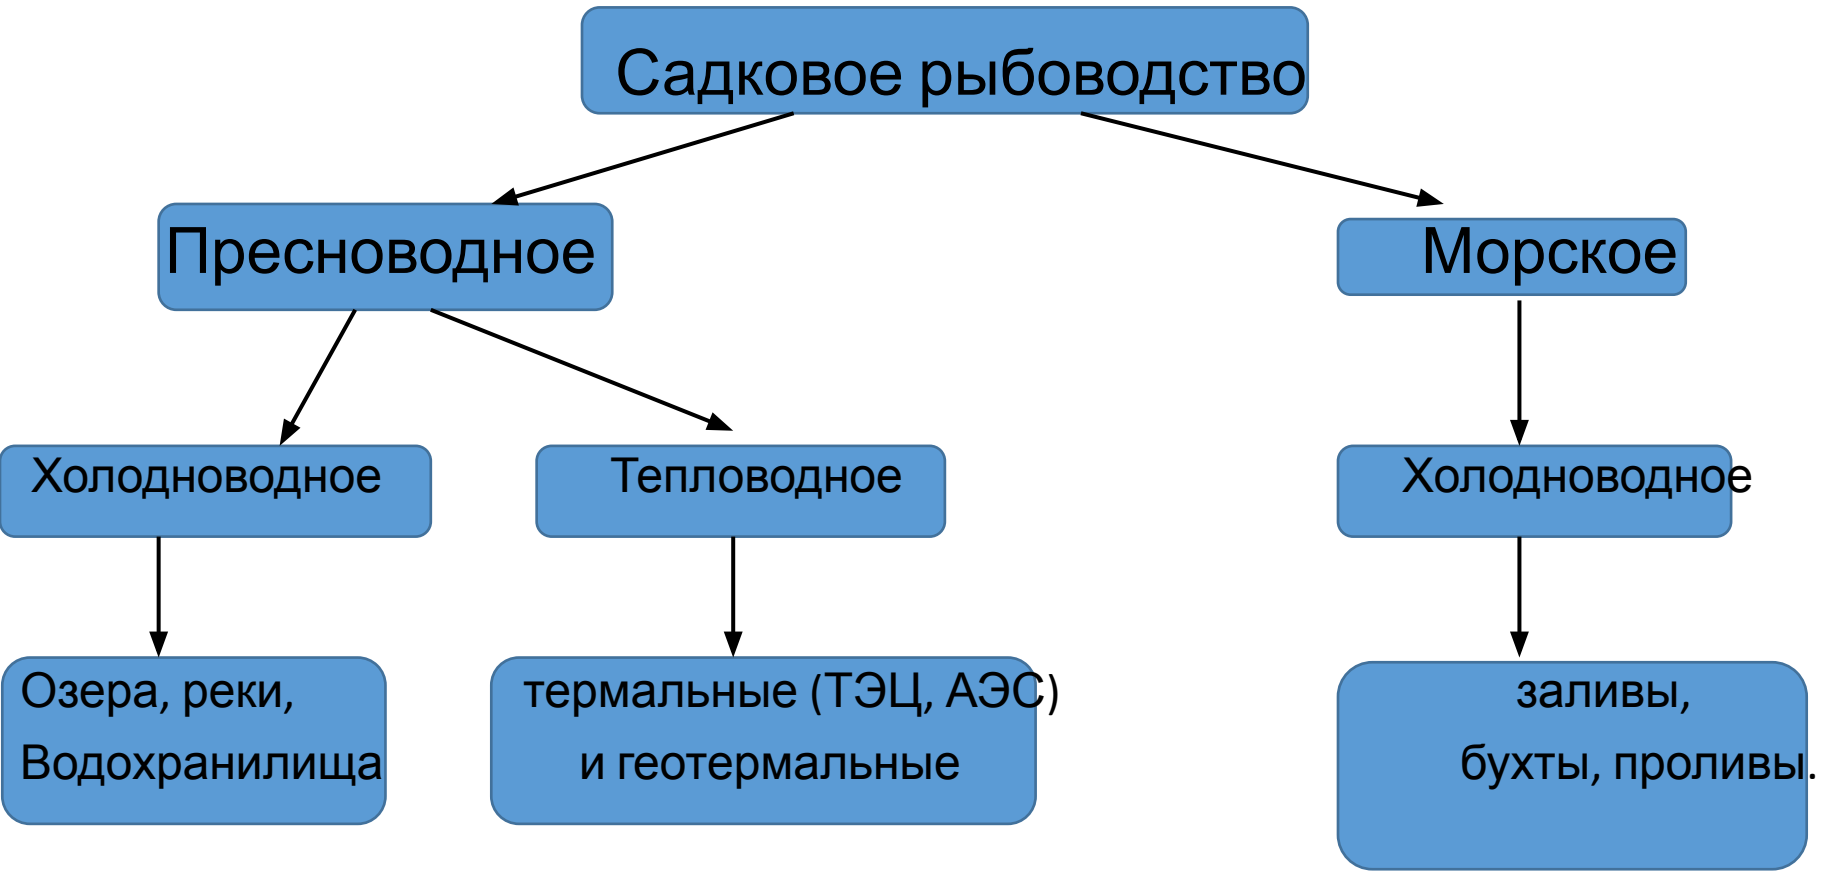 Садковое рыбоводство
Пресноводное
Морское
Холодноводное
Тепловодное
Холодноводное
Озера, реки,
Водохранилища
термальные (ТЭЦ, АЭС)
и геотермальные
заливы,
бухты, проливы.